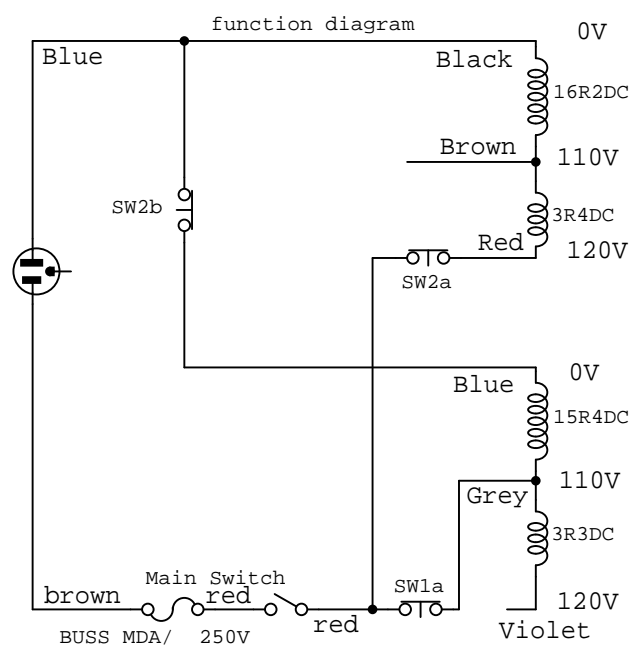 function diagram
0V
Blue
Black
16R2DC
Brown
110V
SW2b
3R4DC
Red
120V
SW2a
0V
Blue
15R4DC
110V
Grey
3R3DC
Main Switch
SW1a
brown
red
120V
red
Violet
BUSS MDA/ 250V